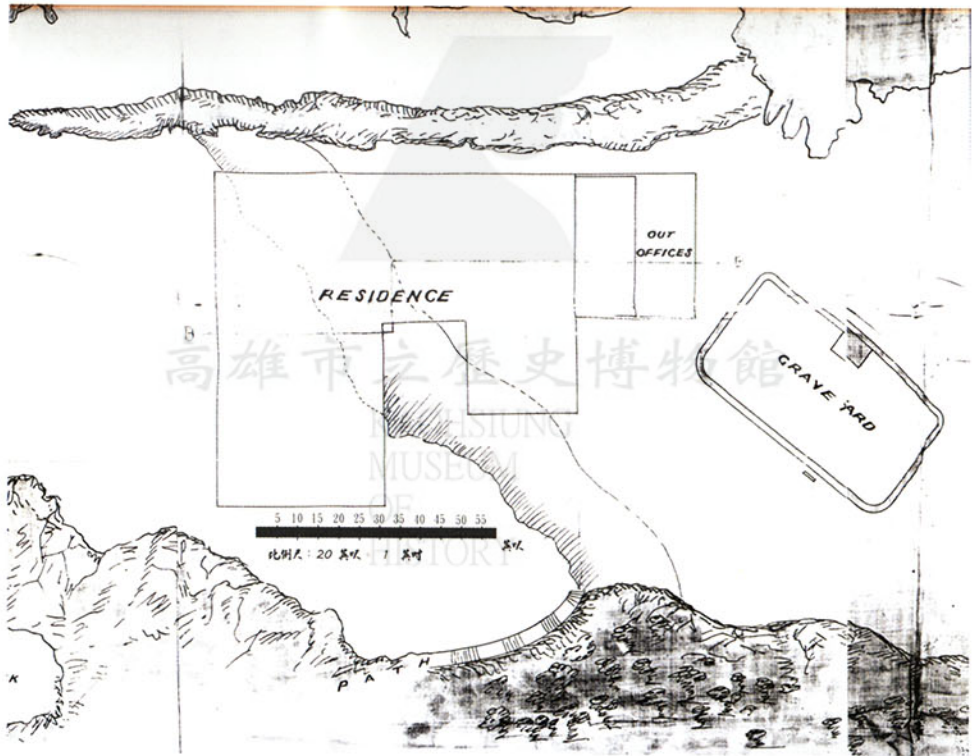 OUT
OFFICES
RESIDENCE
B
高雄市立歷史博物館
GRAVE YARD
KAOHSIUNG
MUSEUM
OF
HISTORY
5 10 15 20 25 30 35 40 45 50 55
比例尺：20 英呎 : 1 英吋
英呎
PATH
K